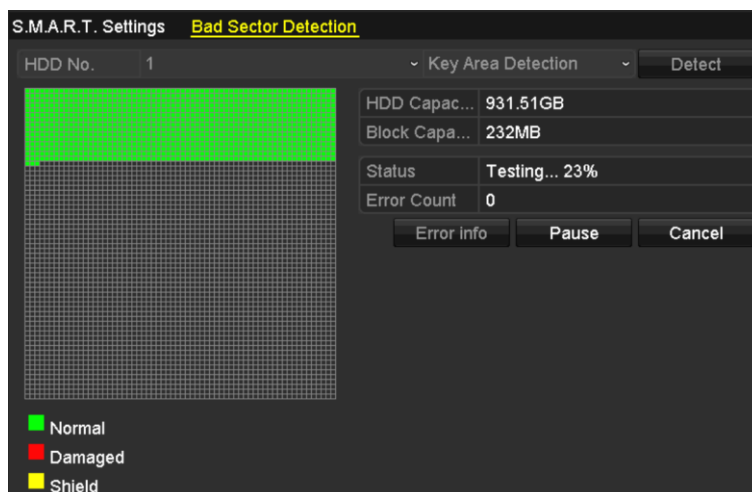 S.M.A.R.T. Settings Bad Sector Detection
HDD No. 1 Key Area Detection Detect
HDD Capac... 931.51GB
Block Capa... 232MB
Status Testing... 23%
Error Count 0
Error info Pause Cancel
Normal
Damaged
Shield